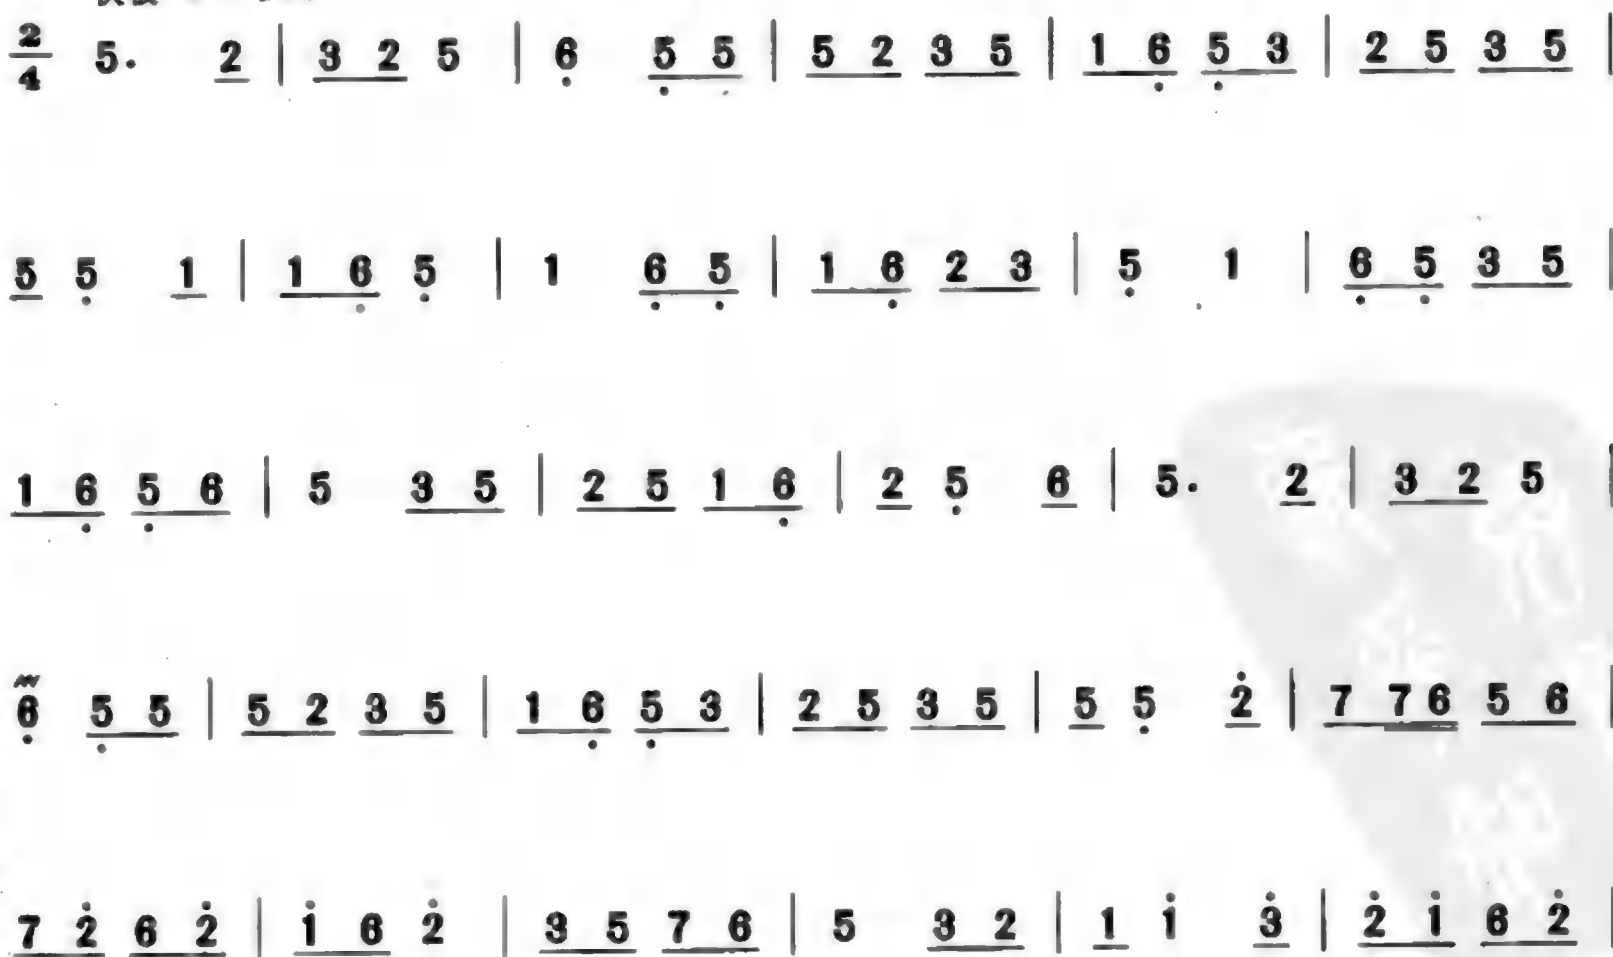 2/4 5. 2 | 3 2 5 | 6̣ 5̣ 5̣ | 5 2 3 5 | 1 6̣ 5̣ 3 | 2 5 3 5 |
5 5̣ 1 | 1 6̣ 5̣ | 1 6̣ 5̣ | 1 6̣ 2 3 | 5̣ 1 | 6̣ 5̣ 3 5 |
1 6̣ 5̣ 6 | 5 3 5 | 2 5 1 6̣ | 2 5̣ 6 | 5. 2 | 3 2 5 |
6̣ 5̣ 5 | 5 2 3 5 | 1 6̣ 5̣ 3 | 2 5 3 5 | 5 5̣ 2̇ | 7 7 6 5 6 |
7 2̇ 6 2̇ | 1̇ 6 2̇ | 3 5 7 6 | 5 3 2 | 1 1̇ 3̇ | 2̇ 1̇ 6 2̇ |